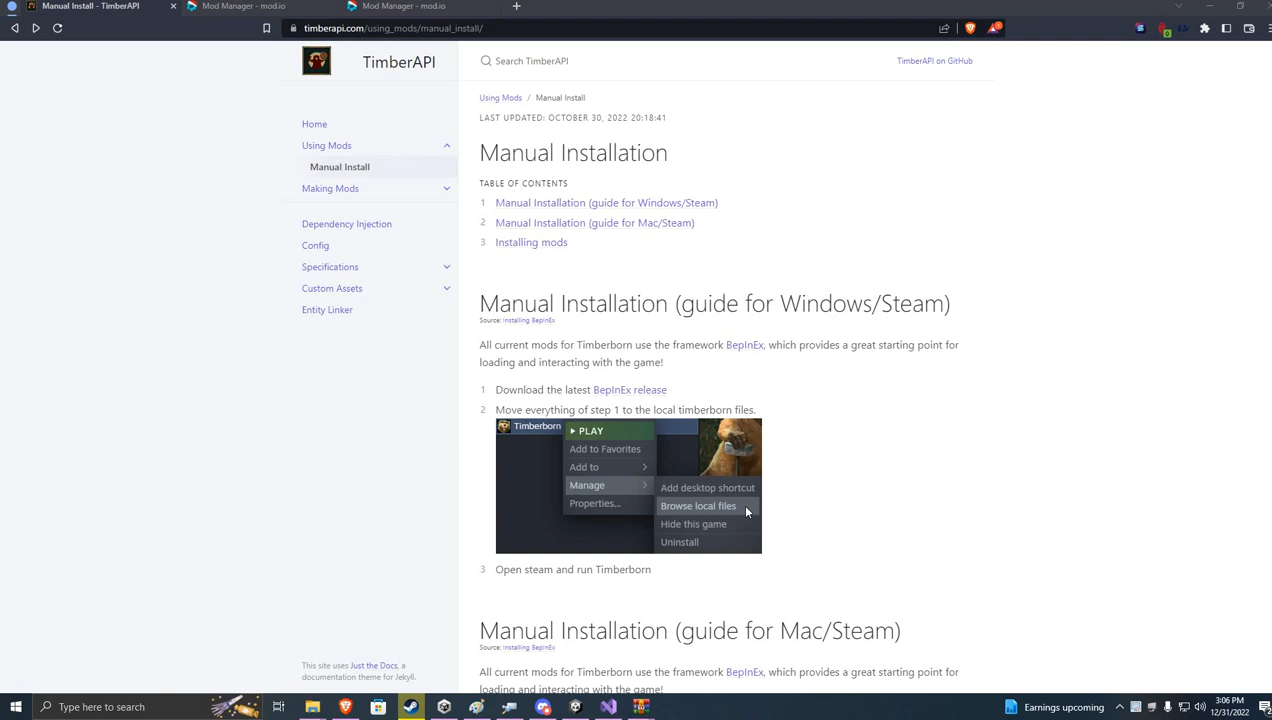 Manual Install - TimberAPI
Mod Manager - mod.io
Mod Manager - mod.io
timberapi.com/using_mods/manual_install/
TimberAPI
Search TimberAPI
TimberAPI on GitHub
Home
Using Mods
Manual Install
Making Mods
Dependency Injection
Config
Specifications
Custom Assets
Entity Linker
This site uses Just the Docs, a
documentation theme for Jekyll.
Using Mods / Manual Install
LAST UPDATED: OCTOBER 30, 2022 20:18:41
Manual Installation
TABLE OF CONTENTS
1 Manual Installation (guide for Windows/Steam)
2 Manual Installation (guide for Mac/Steam)
3 Installing mods
Manual Installation (guide for Windows/Steam)
Source: Installing BepInEx
All current mods for Timberborn use the framework BepInEx, which provides a great starting point for
loading and interacting with the game!
1 Download the latest BepInEx release
2 Move everything of step 1 to the local timberborn files.
Timberborn
PLAY
Add to Favorites
Add to
Manage
Properties...
Add desktop shortcut
Browse local files
Hide this game
Uninstall
3 Open steam and run Timberborn
Manual Installation (guide for Mac/Steam)
Source: Installing BepInEx
All current mods for Timberborn use the framework BepInEx, which provides a great starting point for
loading and interacting with the game!
Type here to search
Earnings upcoming
3:06 PM
12/31/2022